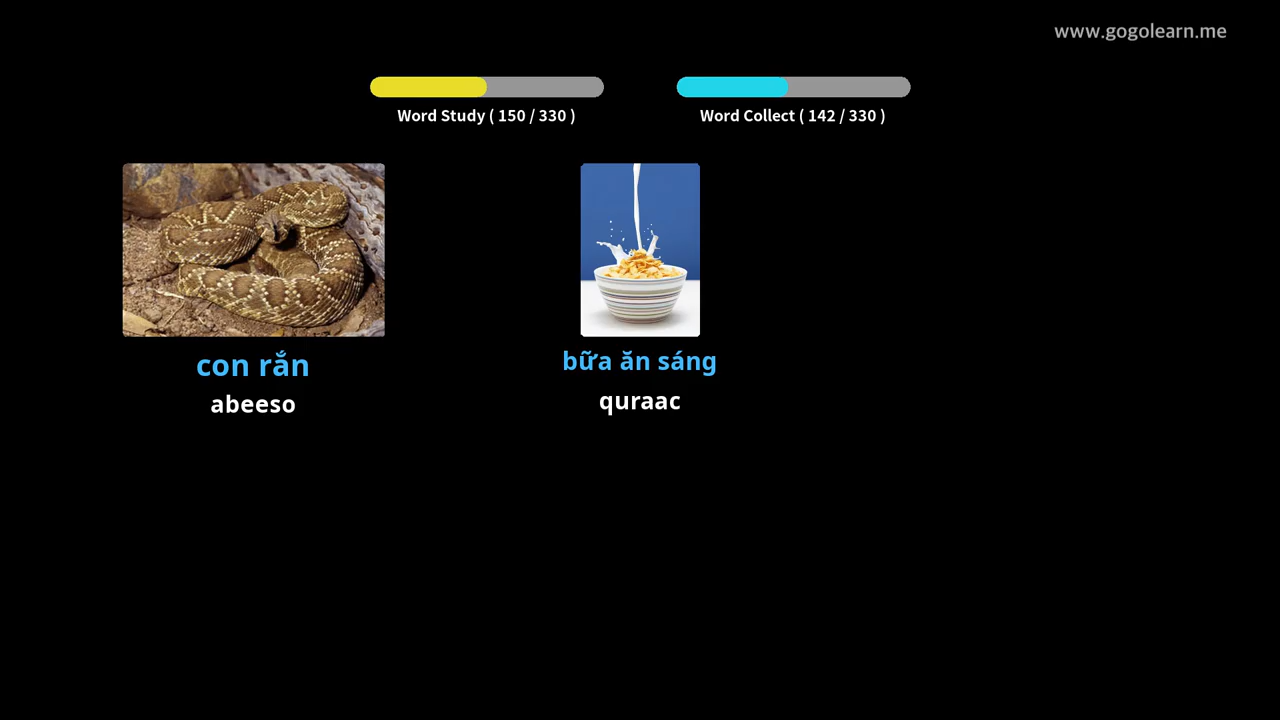 www.gogolearn.me
Word Study ( 150 / 330 )
Word Collect ( 142 / 330 )
con rắn
abeeso
bữa ăn sáng
quraac